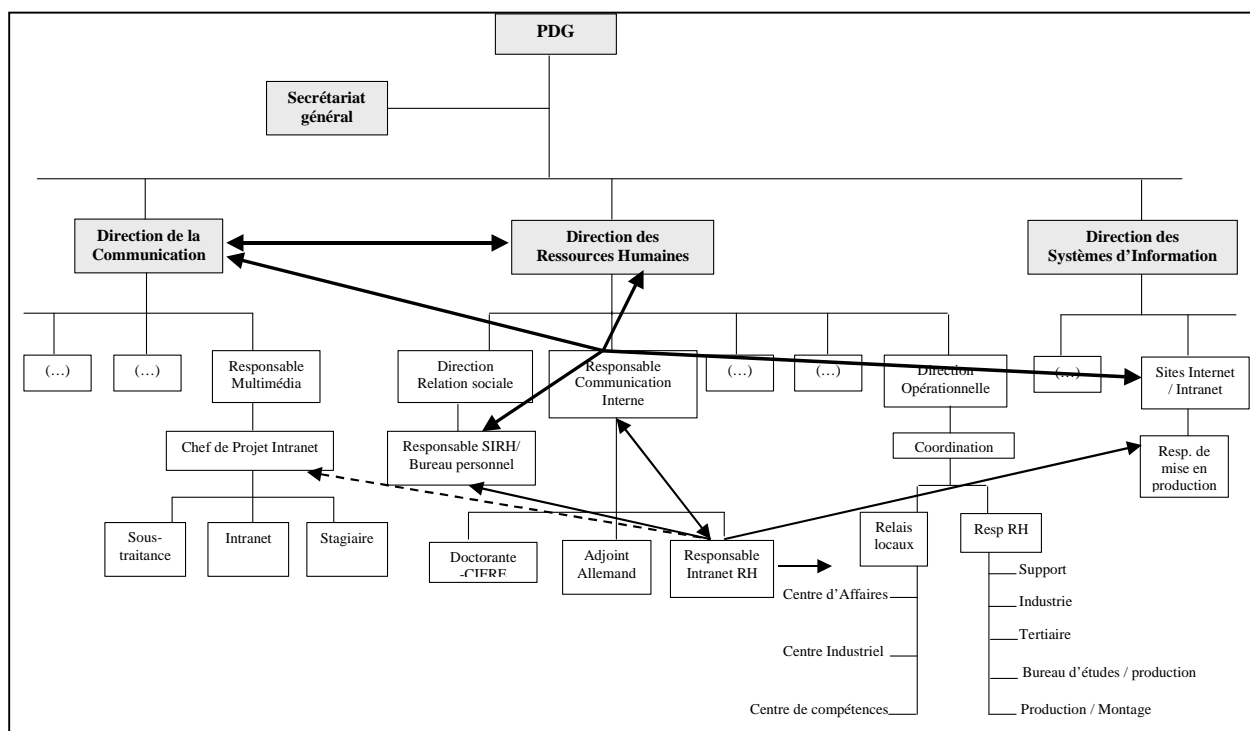 PDG
Secrétariat
général
Direction de la
Communication
Direction des
Ressources Humaines
Direction des
Systèmes d'Information
(…)
(…)
Responsable
Multimédia
Direction
Relation sociale
Responsable
Communication
Interne
(…)
(…)
Direction
Opérationnelle
(…)
Sites Internet
/ Intranet
Chef de Projet Intranet
Responsable SIRH/
Bureau personnel
Coordination
Resp. de
mise en
production
Sous-
traitance
Intranet
Stagiaire
Doctorante
-CIFRE
Adjoint
Allemand
Responsable
Intranet RH
Relais
locaux
Resp RH
Centre d'Affaires
Centre Industriel
Centre de compétences
Support
Industrie
Tertiaire
Bureau d'études / production
Production / Montage